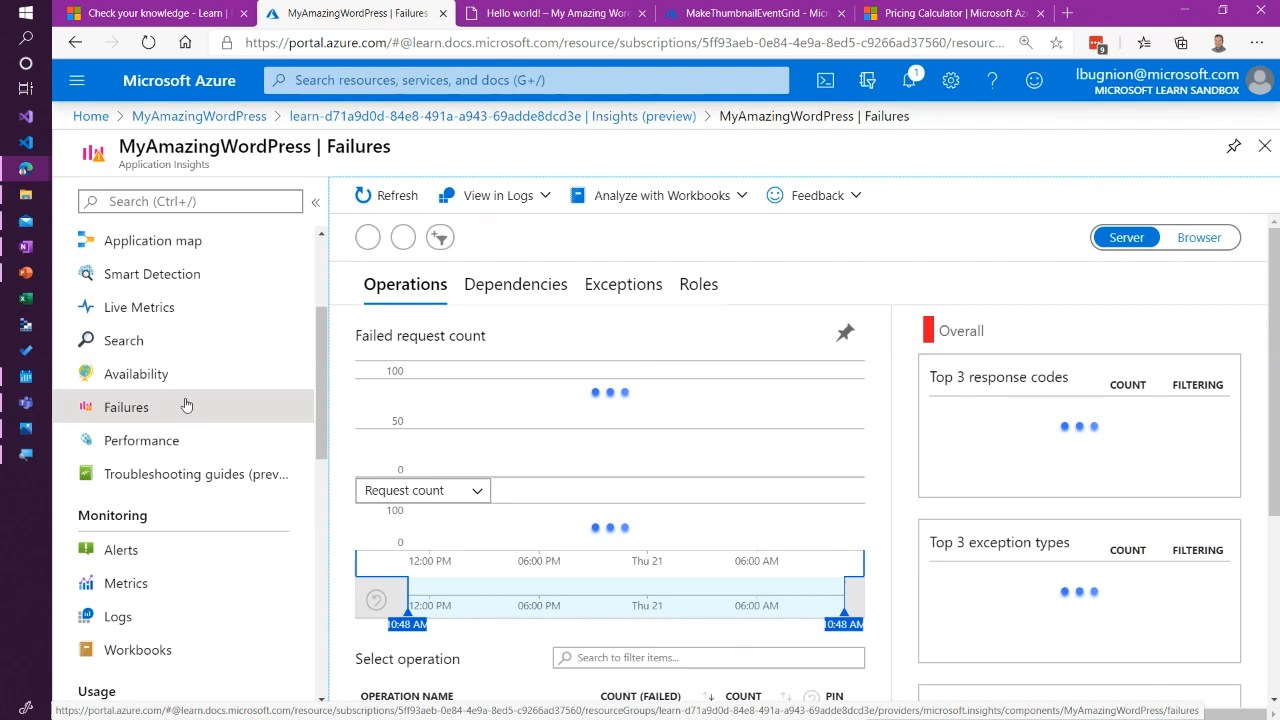 Check your knowledge - Learn |
MyAmazingWordPress | Failures
Hello world! – My Amazing Wor
MakeThumbnailEventGrid - Micr
Pricing Calculator | Microsoft Az
https://portal.azure.com/#@learn.docs.microsoft.com/resource/subscriptions/5ff93aeb-0e84-4e9a-8ed5-c9266ad37560/resourc...
9
Microsoft Azure
Search resources, services, and docs (G+/)
1
lbugnion@microsoft.com
MICROSOFT LEARN SANDBOX
Home > MyAmazingWordPress > learn-d71a9d0d-84e8-491a-a943-69adde8dcd3e | Insights (preview) > MyAmazingWordPress | Failures
MyAmazingWordPress | Failures
Application Insights
Search (Ctrl+/)
Application map
Smart Detection
Live Metrics
Search
Availability
Failures
Performance
Troubleshooting guides (prev...
Monitoring
Alerts
Metrics
Logs
Workbooks
Usage
Refresh
View in Logs
Analyze with Workbooks
Feedback
Server
Browser
Operations
Dependencies
Exceptions
Roles
Failed request count
100
50
0
Request count
100
0
12:00 PM 06:00 PM Thu 21 06:00 AM
12:00 PM 06:00 PM Thu 21 06:00 AM
10:48 AM 10:48 AM
Select operation
Search to filter items...
OPERATION NAME COUNT (FAILED) COUNT PIN
Overall
Top 3 response codes COUNT FILTERING
Top 3 exception types COUNT FILTERING
https://portal.azure.com/#@learn.docs.microsoft.com/resource/subscriptions/5ff93aeb-0e84-4e9a-8ed5-c9266ad37560/resourceGroups/learn-d71a9d0d-84e8-491a-a943-69adde8dcd3e/providers/microsoft.insights/components/MyAmazingWordPress/failures